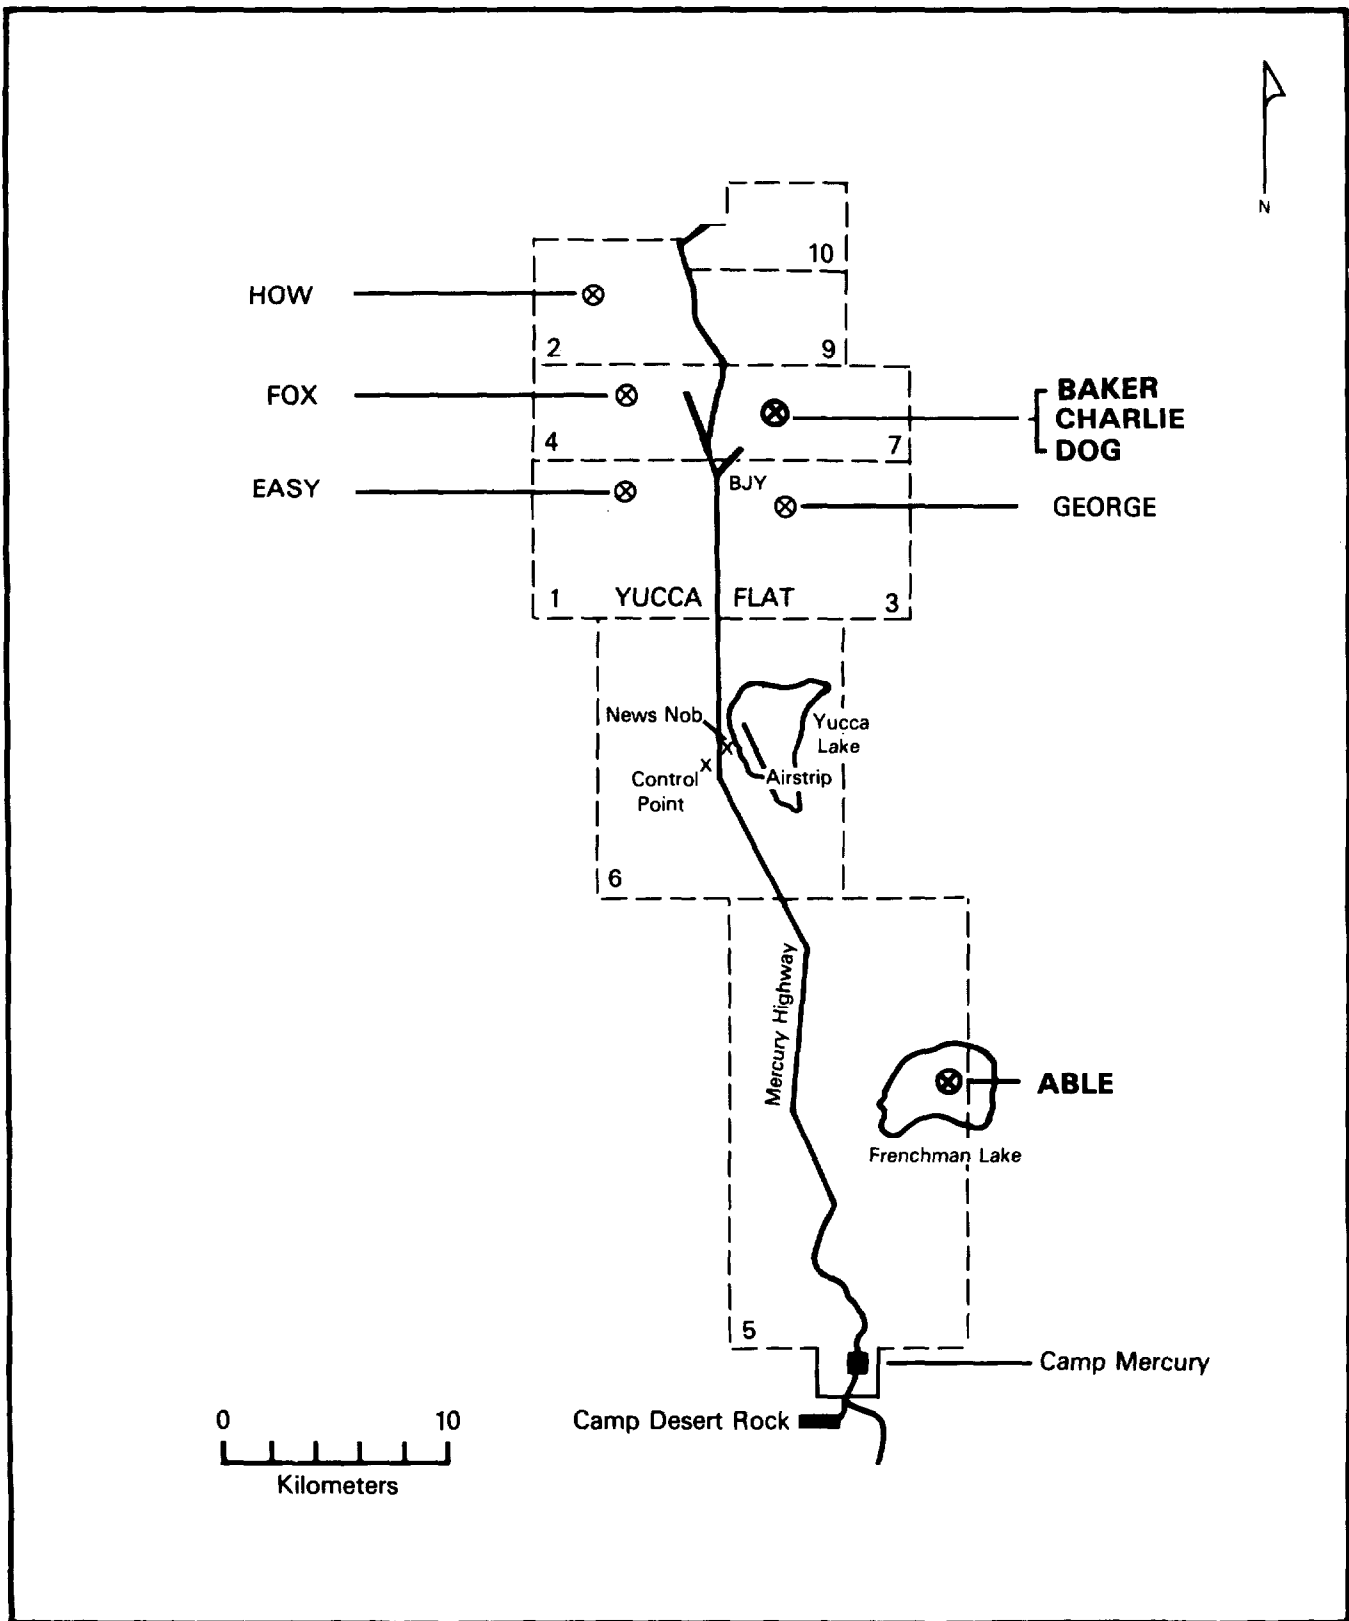 N
10
HOW
2
9
FOX
BAKER
CHARLIE
DOG
4
7
EASY
BJY
GEORGE
1
YUCCA FLAT
3
News Nob
Yucca
Lake
X
X
Control
Point
Airstrip
6
Mercury Highway
ABLE
Frenchman Lake
5
Camp Mercury
Camp Desert Rock
0 10
Kilometers